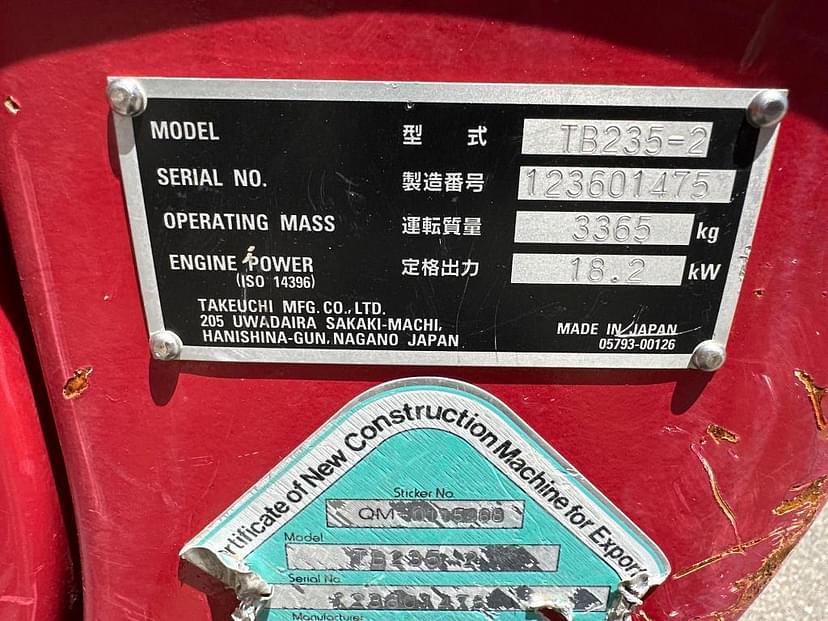 MODEL 型 式 TB235-2
SERIAL NO. 製造番号 123601475
OPERATING MASS 運転質量 3365 kg
ENGINE POWER 定格出力 18.2 kW
(ISO 14396)
TAKEUCHI MFG. CO., LTD.
205 UWADAIRA SAKAKI-MACHI,
HANISHINA-GUN, NAGANO JAPAN
MADE IN JAPAN
05793-00126
of New Construction Machine for Export
Sticker No.
Model
TB235-2
Serial No.
Manufacturer